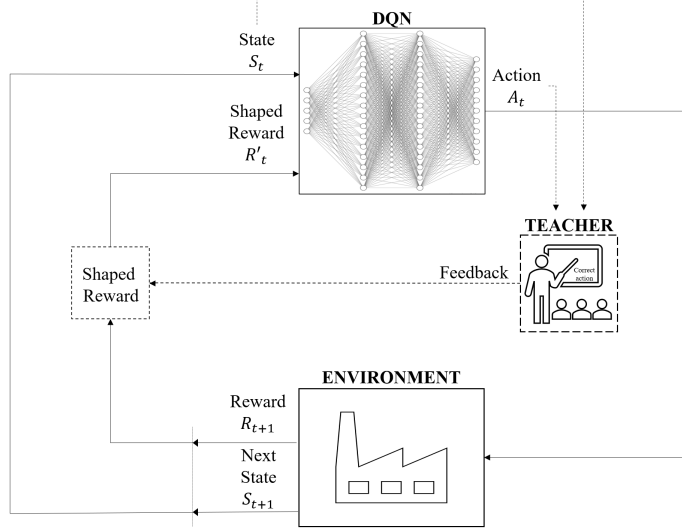 DQN
State
S_t
Shaped
Reward
R'_t
Action
A_t
TEACHER
Correct
action
Feedback
Shaped
Reward
ENVIRONMENT
Reward
R_{t+1}
Next
State
S_{t+1}